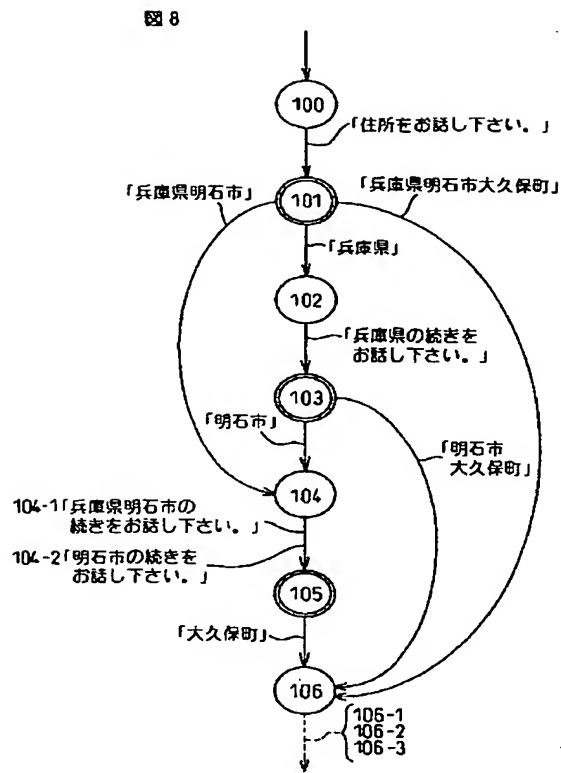 図8
100
「住所をお話し下さい。」
「兵庫県明石市」
101
「兵庫県明石市大久保町」
「兵庫県」
102
「兵庫県の続きを
お話し下さい。」
103
「明石市」
「明石市
大久保町」
104
104-1「兵庫県明石市の
続きをお話し下さい。」
104-2「明石市の続きを
お話し下さい。」
105
「大久保町」
106
106-1
106-2
106-3